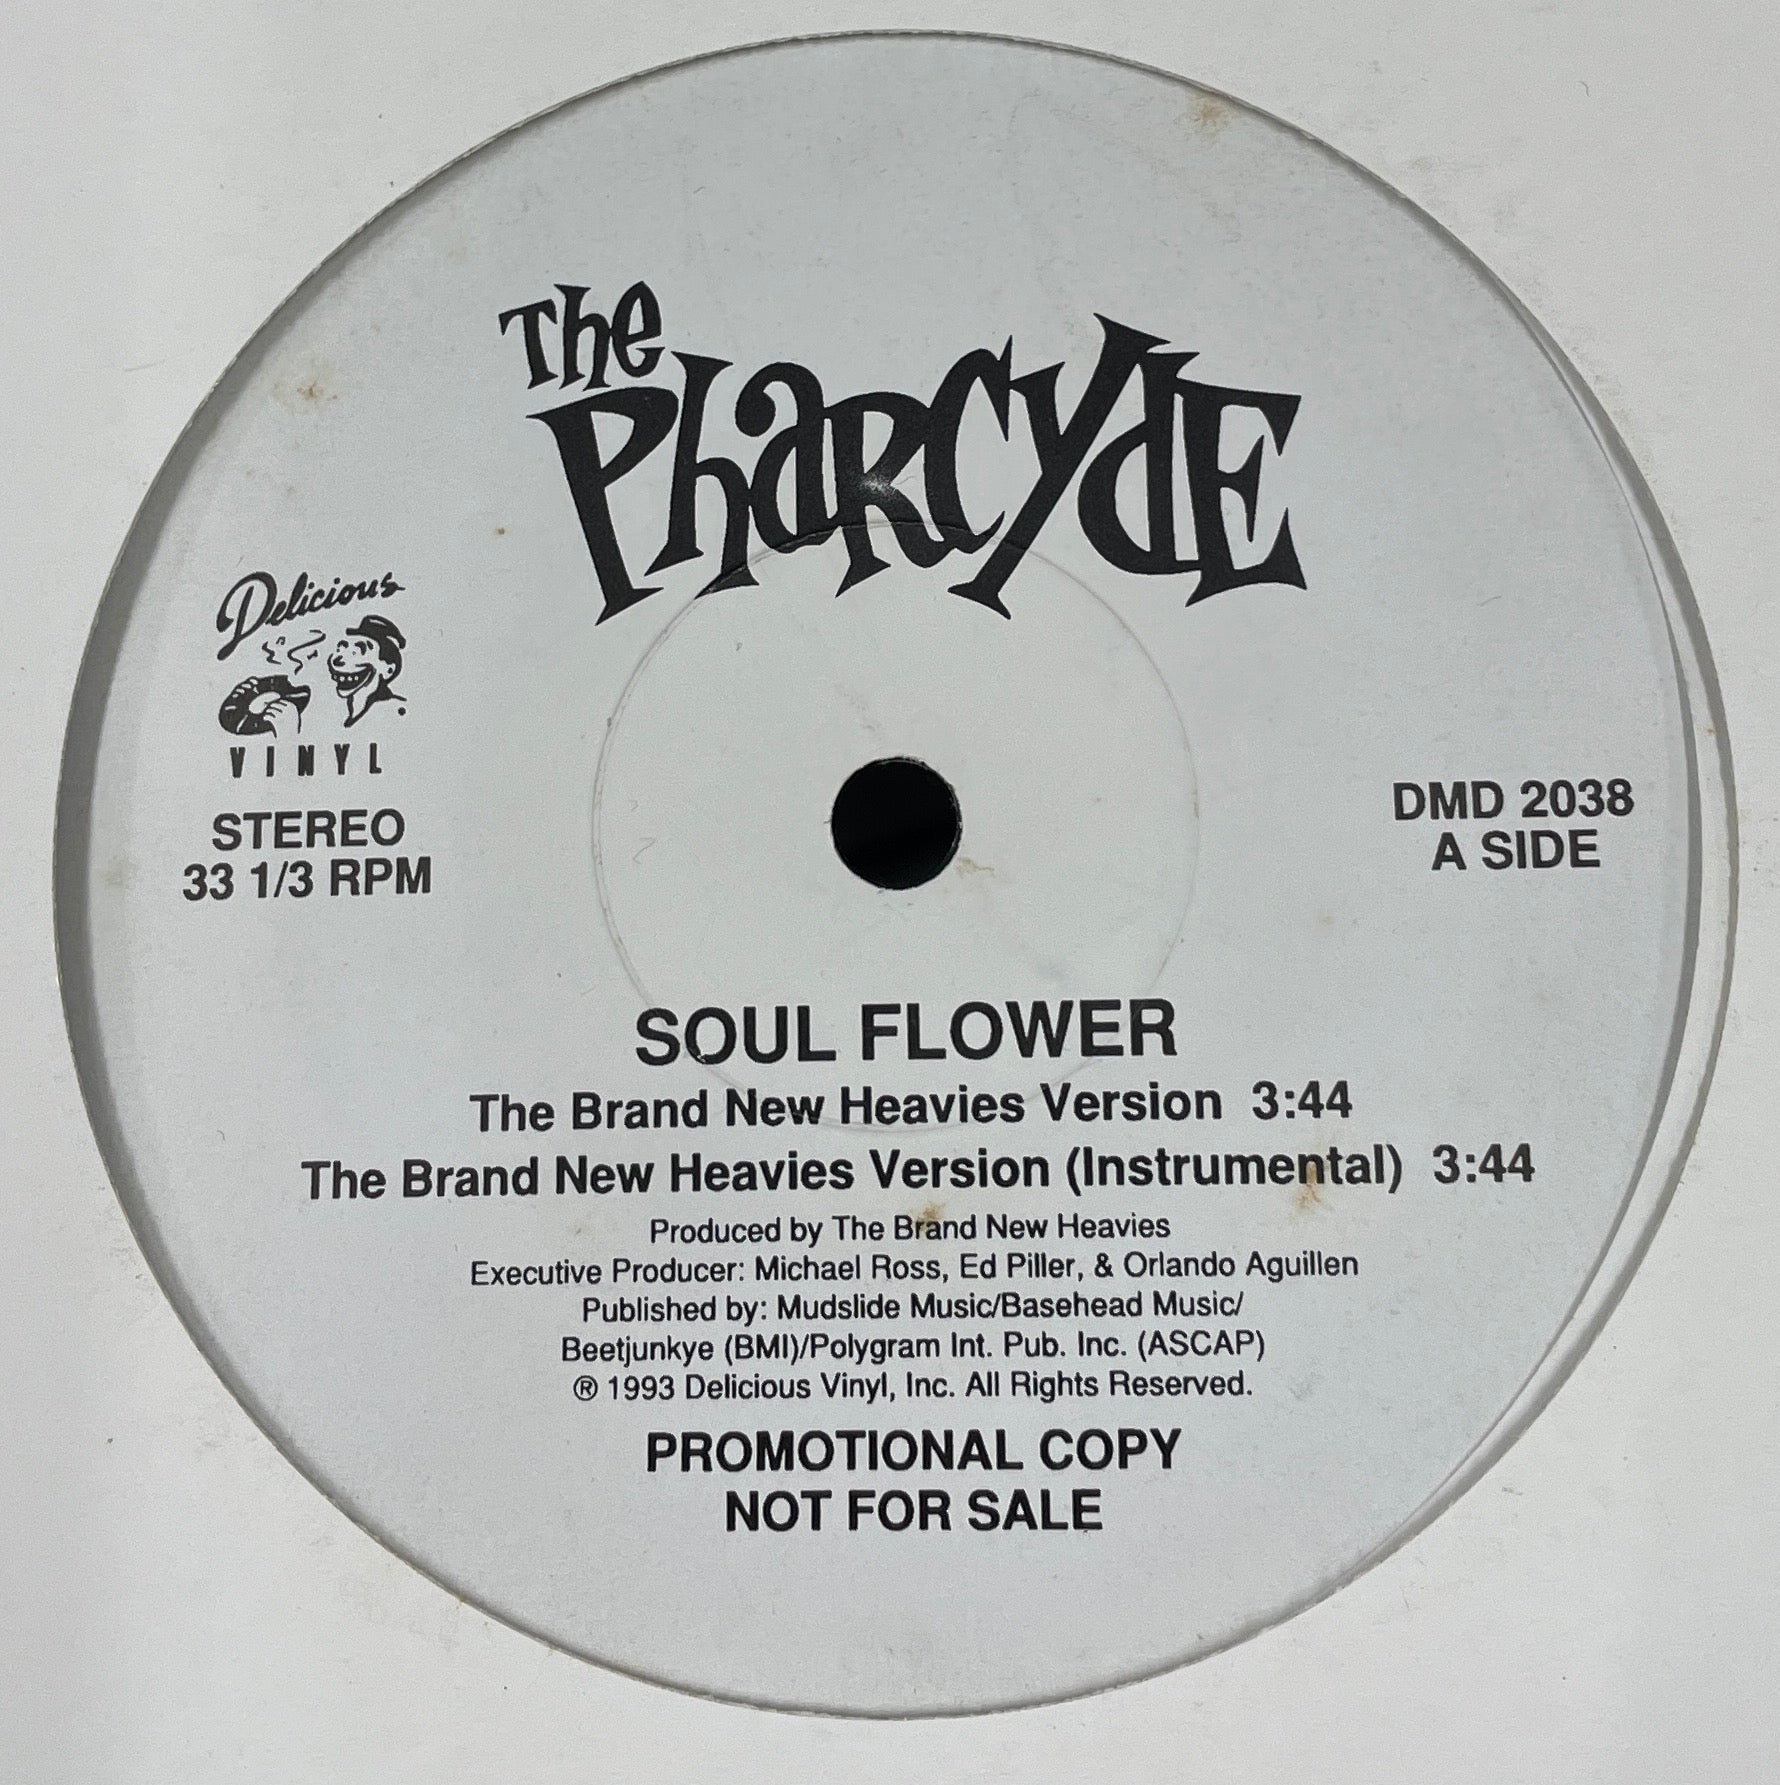 The
Pharcyde
Delicious
VINYL
STEREO
33 1/3 RPM
DMD 2038
A SIDE
SOUL FLOWER
The Brand New Heavies Version 3:44
The Brand New Heavies Version (Instrumental) 3:44
Produced by The Brand New Heavies
Executive Producer: Michael Ross, Ed Piller, & Orlando Aguillen
Published by: Mudslide Music/Basehead Music/
Beetjunkye (BMI)/Polygram Int. Pub. Inc. (ASCAP)
® 1993 Delicious Vinyl, Inc. All Rights Reserved.
PROMOTIONAL COPY
NOT FOR SALE